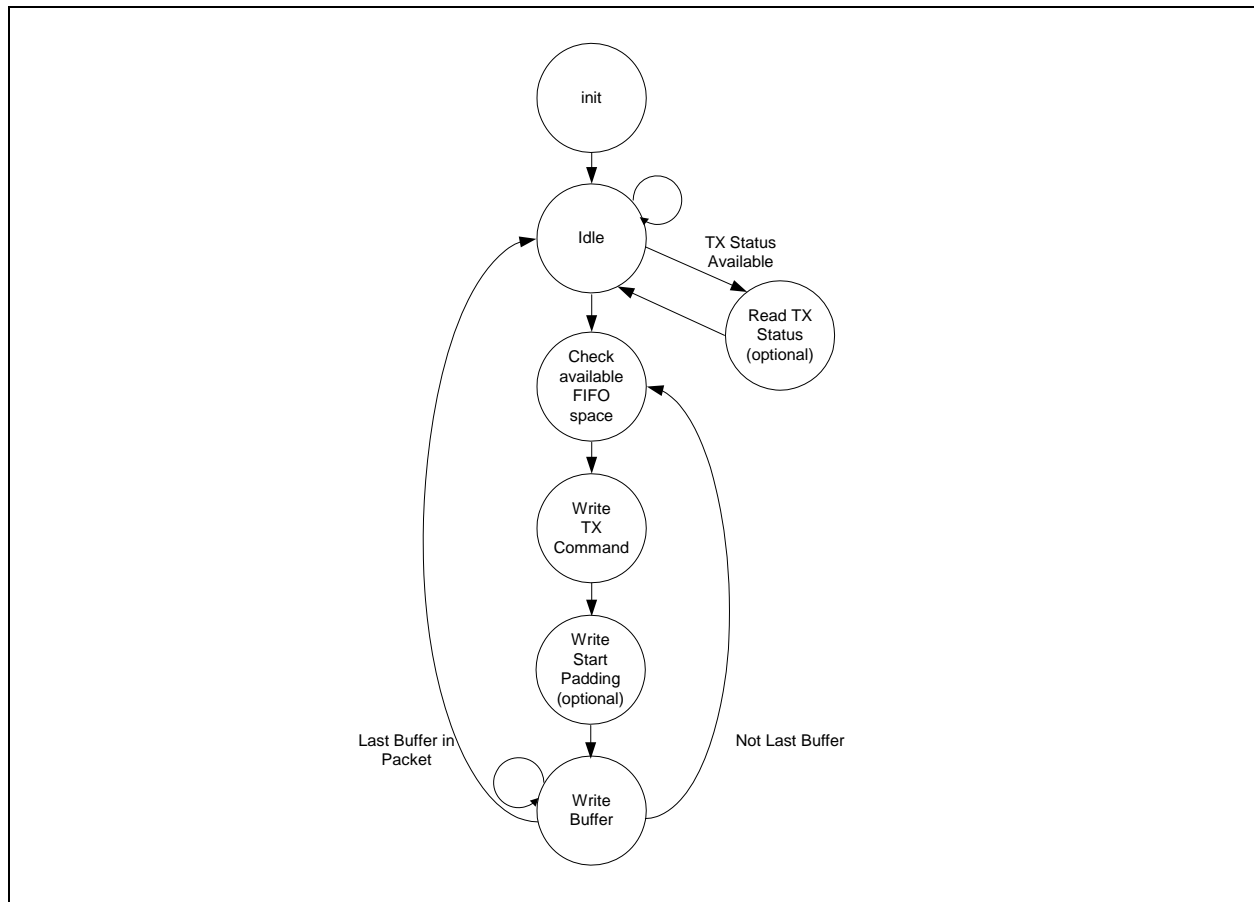 init
Idle
TX Status
Available
Read TX
Status
(optional)
Check
available
FIFO
space
Write
TX
Command
Write
Start
Padding
(optional)
Last Buffer in
Packet
Not Last Buffer
Write
Buffer